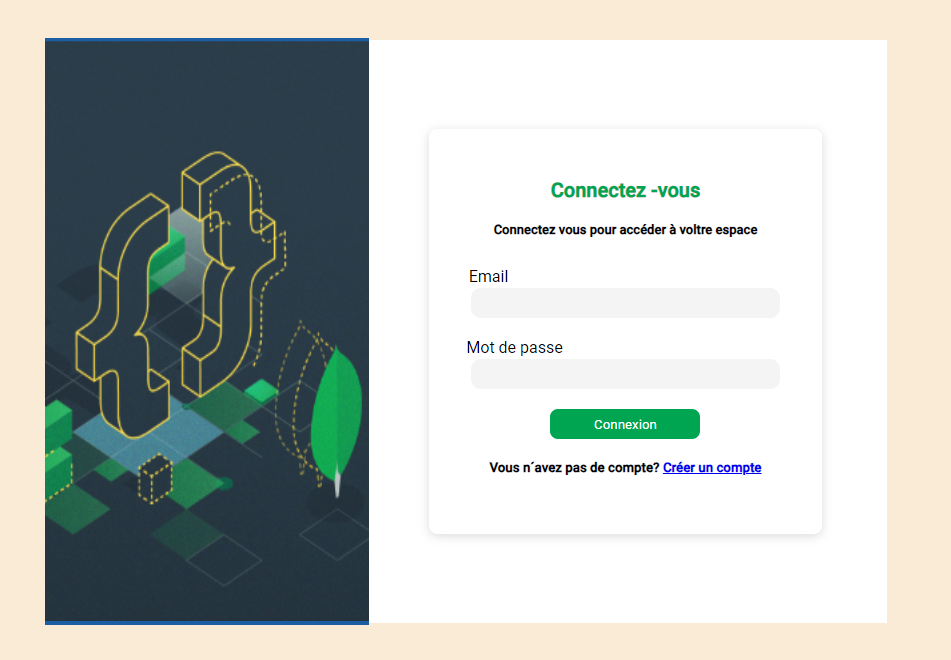 Connectez -vous
Connectez vous pour accéder à voltre espace
Email
Mot de passe
Connexion
Vous n´avez pas de compte? Créer un compte